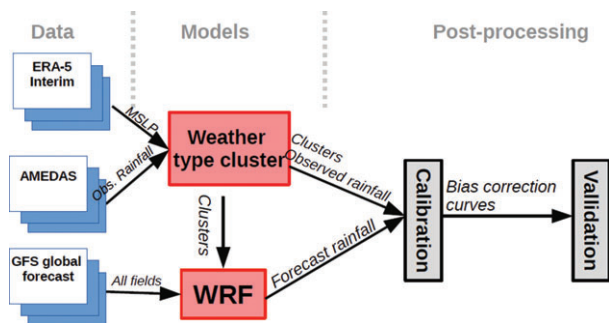 Data
Models
Post-processing
ERA-5
Interim
MSLP
Weather
type cluster
Clusters
Observed rainfall
AMEDAS
Obs. Rainfall
Clusters
Calibration
Bias correction
curves
Vallidation
GFS global
forecast
All fields
WRF
Forecast rainfall